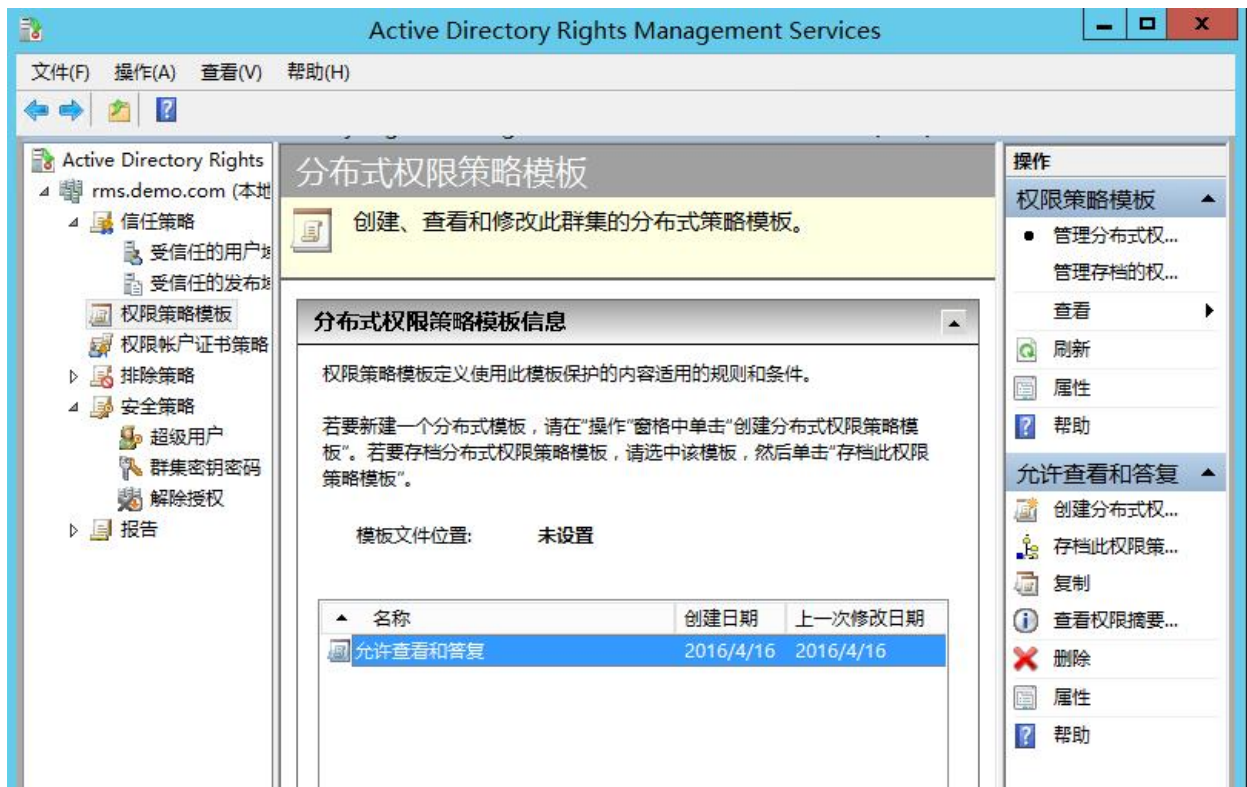 Active Directory Rights Management Services
文件(F) 操作(A) 查看(V) 帮助(H)
Active Directory Rights
rms.demo.com (本地
信任策略
受信任的用户域
受信任的发布域
权限策略模板
权限帐户证书策略
排除策略
安全策略
超级用户
群集密钥密码
解除授权
报告
分布式权限策略模板
创建、查看和修改此群集的分布式策略模板。
分布式权限策略模板信息
权限策略模板定义使用此模板保护的内容适用的规则和条件。
若要新建一个分布式模板，请在"操作"窗格中单击"创建分布式权限策略模
板"。若要存档分布式权限策略模板，请选中该模板，然后单击"存档此权限
策略模板"。
模板文件位置: 未设置
名称 创建日期 上一次修改日期
允许查看和答复 2016/4/16 2016/4/16
操作
权限策略模板
管理分布式权...
管理存档的权...
查看
刷新
属性
帮助
允许查看和答复
创建分布式权...
存档此权限策...
复制
查看权限摘要...
删除
属性
帮助